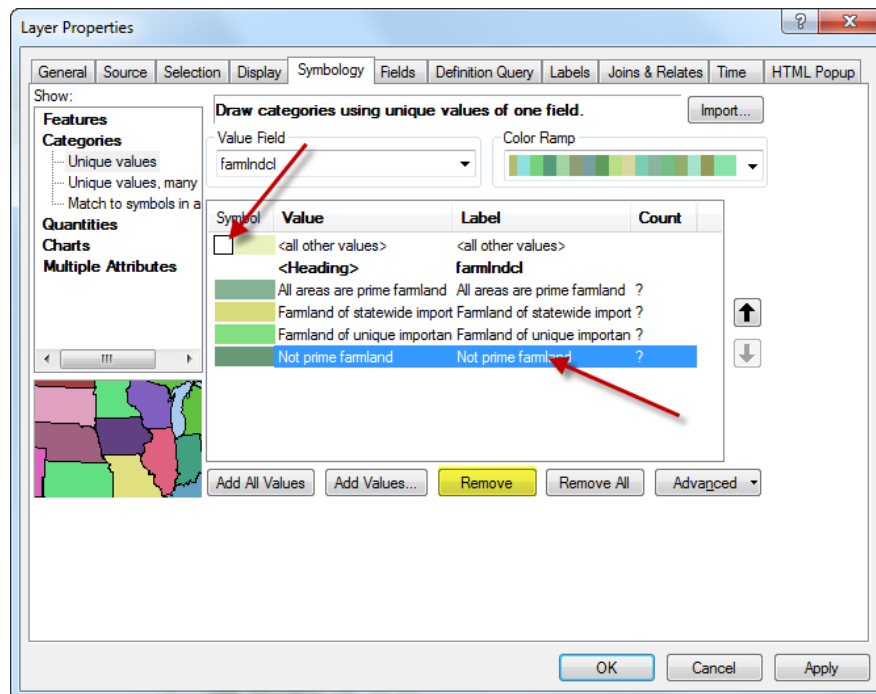 Layer Properties
General Source Selection Display Symbology Fields Definition Query Labels Joins & Relates Time HTML Popup
Show:
Features
Categories
Unique values
Unique values, many
Match to symbols in a
Quantities
Charts
Multiple Attributes
Draw categories using unique values of one field.
Import...
Value Field
farmlndcl
Color Ramp
Symbol Value Label Count
<all other values> <all other values>
<Heading> farmlndcl
All areas are prime farmland All areas are prime farmland ?
Farmland of statewide import Farmland of statewide import ?
Farmland of unique importan Farmland of unique importan ?
Not prime farmland Not prime farmland ?
Add All Values Add Values... Remove Remove All Advanced
OK Cancel Apply